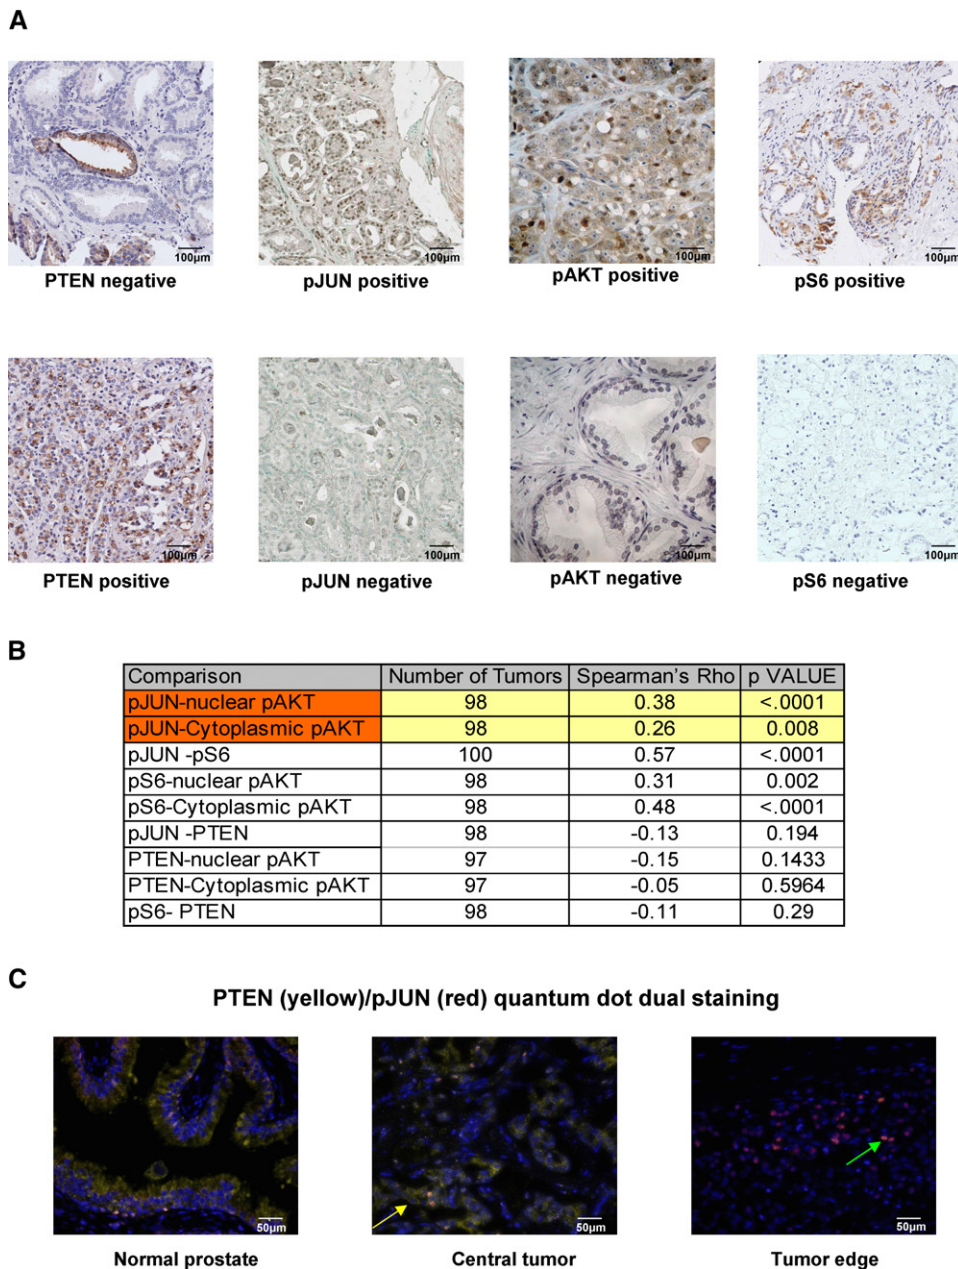 A
100µm
100µm
100µm
100µm
PTEN negative
pJUN positive
pAKT positive
pS6 positive
100µm
100µm
100µm
100µm
PTEN positive
pJUN negative
pAKT negative
pS6 negative
B
Comparison Number of Tumors Spearman's Rho p VALUE
pJUN-nuclear pAKT 98 0.38 <.0001
pJUN-Cytoplasmic pAKT 98 0.26 0.008
pJUN -pS6 100 0.57 <.0001
pS6-nuclear pAKT 98 0.31 0.002
pS6-Cytoplasmic pAKT 98 0.48 <.0001
pJUN -PTEN 98 -0.13 0.194
PTEN-nuclear pAKT 97 -0.15 0.1433
PTEN-Cytoplasmic pAKT 97 -0.05 0.5964
pS6- PTEN 98 -0.11 0.29
C
PTEN (yellow)/pJUN (red) quantum dot dual staining
50µm
50µm
50µm
Normal prostate
Central tumor
Tumor edge